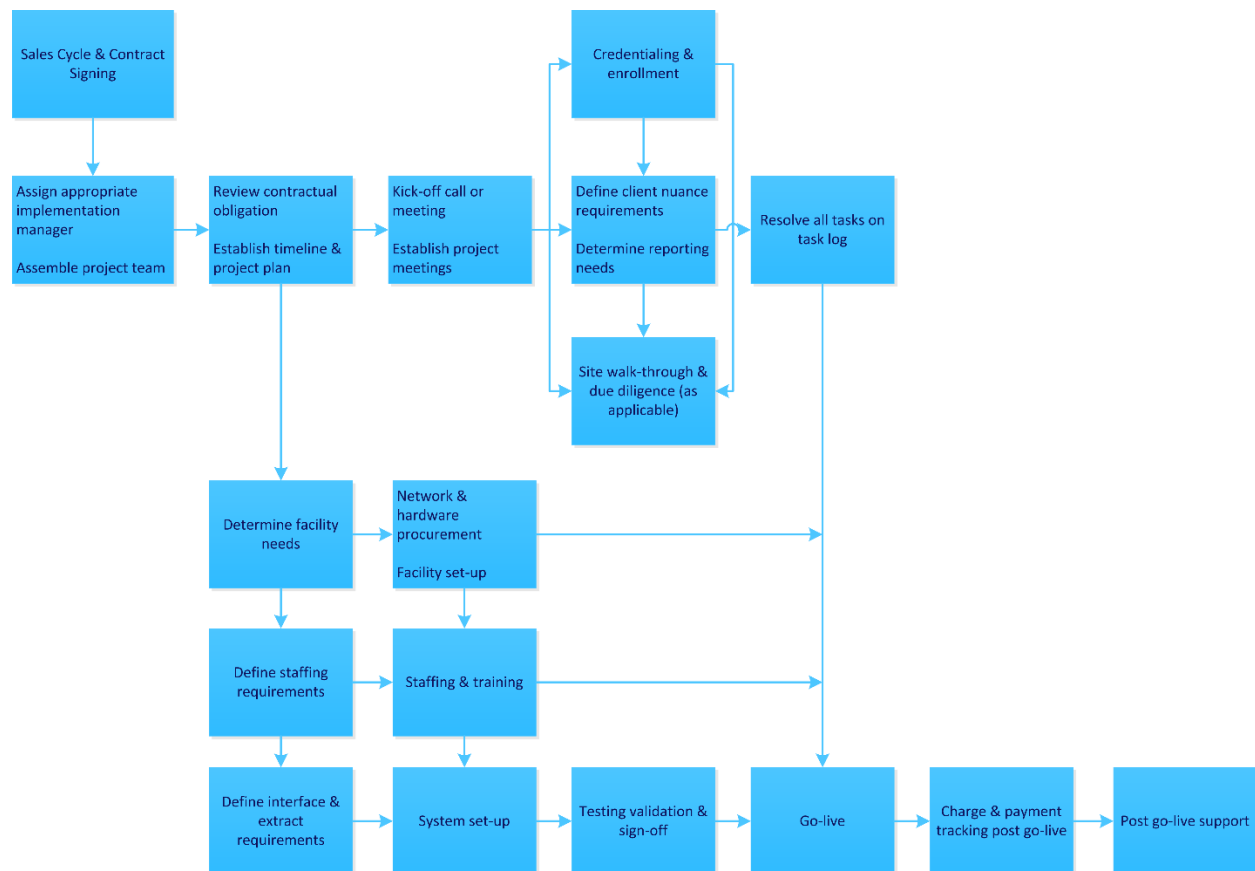 Sales Cycle & Contract
Signing
Credentialing &
enrollment
Assign appropriate
implementation
manager
Assemble project team
Review contractual
obligation
Establish timeline &
project plan
Kick-off call or
meeting
Establish project
meetings
Define client nuance
requirements
Determine reporting
needs
Resolve all tasks on
task log
Site walk-through &
due diligence (as
applicable)
Determine facility
needs
Network &
hardware
procurement
Facility set-up
Define staffing
requirements
Staffing & training
Define interface &
extract
requirements
System set-up
Testing validation &
sign-off
Go-live
Charge & payment
tracking post go-live
Post go-live support